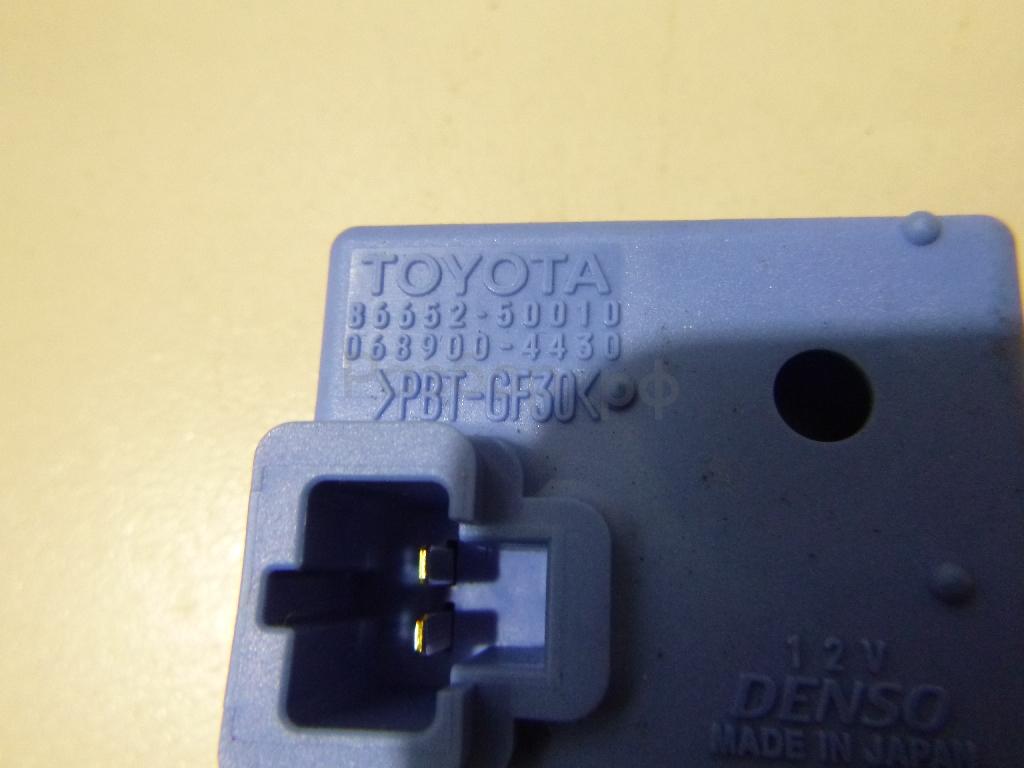 TOYOTA
86652-50010
068900-4430
>PBT-GF30<
12V
DENSO
MADE IN JAPAN